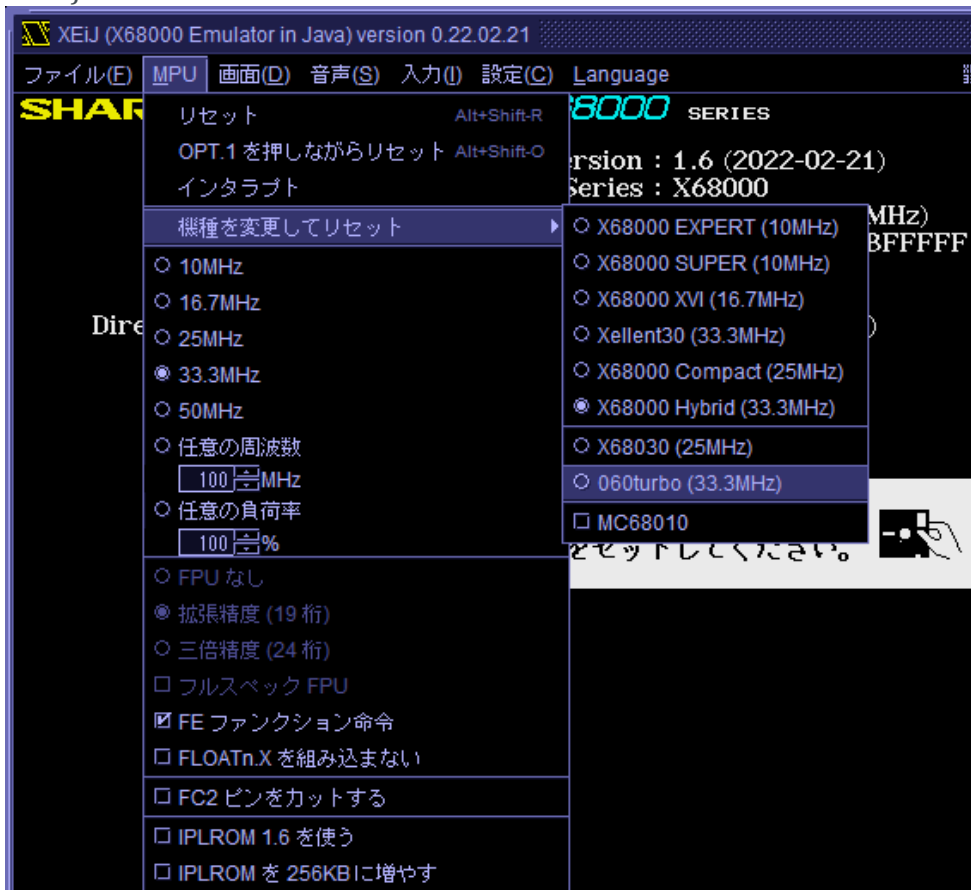 XEiJ (X68000 Emulator in Java) version 0.22.02.21
ファイル(F) MPU 画面(D) 音声(S) 入力(I) 設定(C) Language
SHAR
68000 SERIES
リセット Alt+Shift-R
OPT.1 を押しながらリセット Alt+Shift-O
インタラプト
機種を変更してリセット
10MHz
16.7MHz
25MHz
33.3MHz
50MHz
任意の周波数
100 MHz
任意の負荷率
100 %
FPU なし
拡張精度 (19 桁)
三倍精度 (24 桁)
フルスペック FPU
FE ファンクション命令
FLOATn.X を組み込まない
FC2 ピンをカットする
IPLROM 1.6 を使う
IPLROM を 256KB に増やす
rsion : 1.6 (2022-02-21)
Series : X68000
MHz)
BFFFFF
Dire
)
X68000 EXPERT (10MHz)
X68000 SUPER (10MHz)
X68000 XVI (16.7MHz)
Xellent30 (33.3MHz)
X68000 Compact (25MHz)
X68000 Hybrid (33.3MHz)
X68030 (25MHz)
060turbo (33.3MHz)
MC68010
をセットしてください。